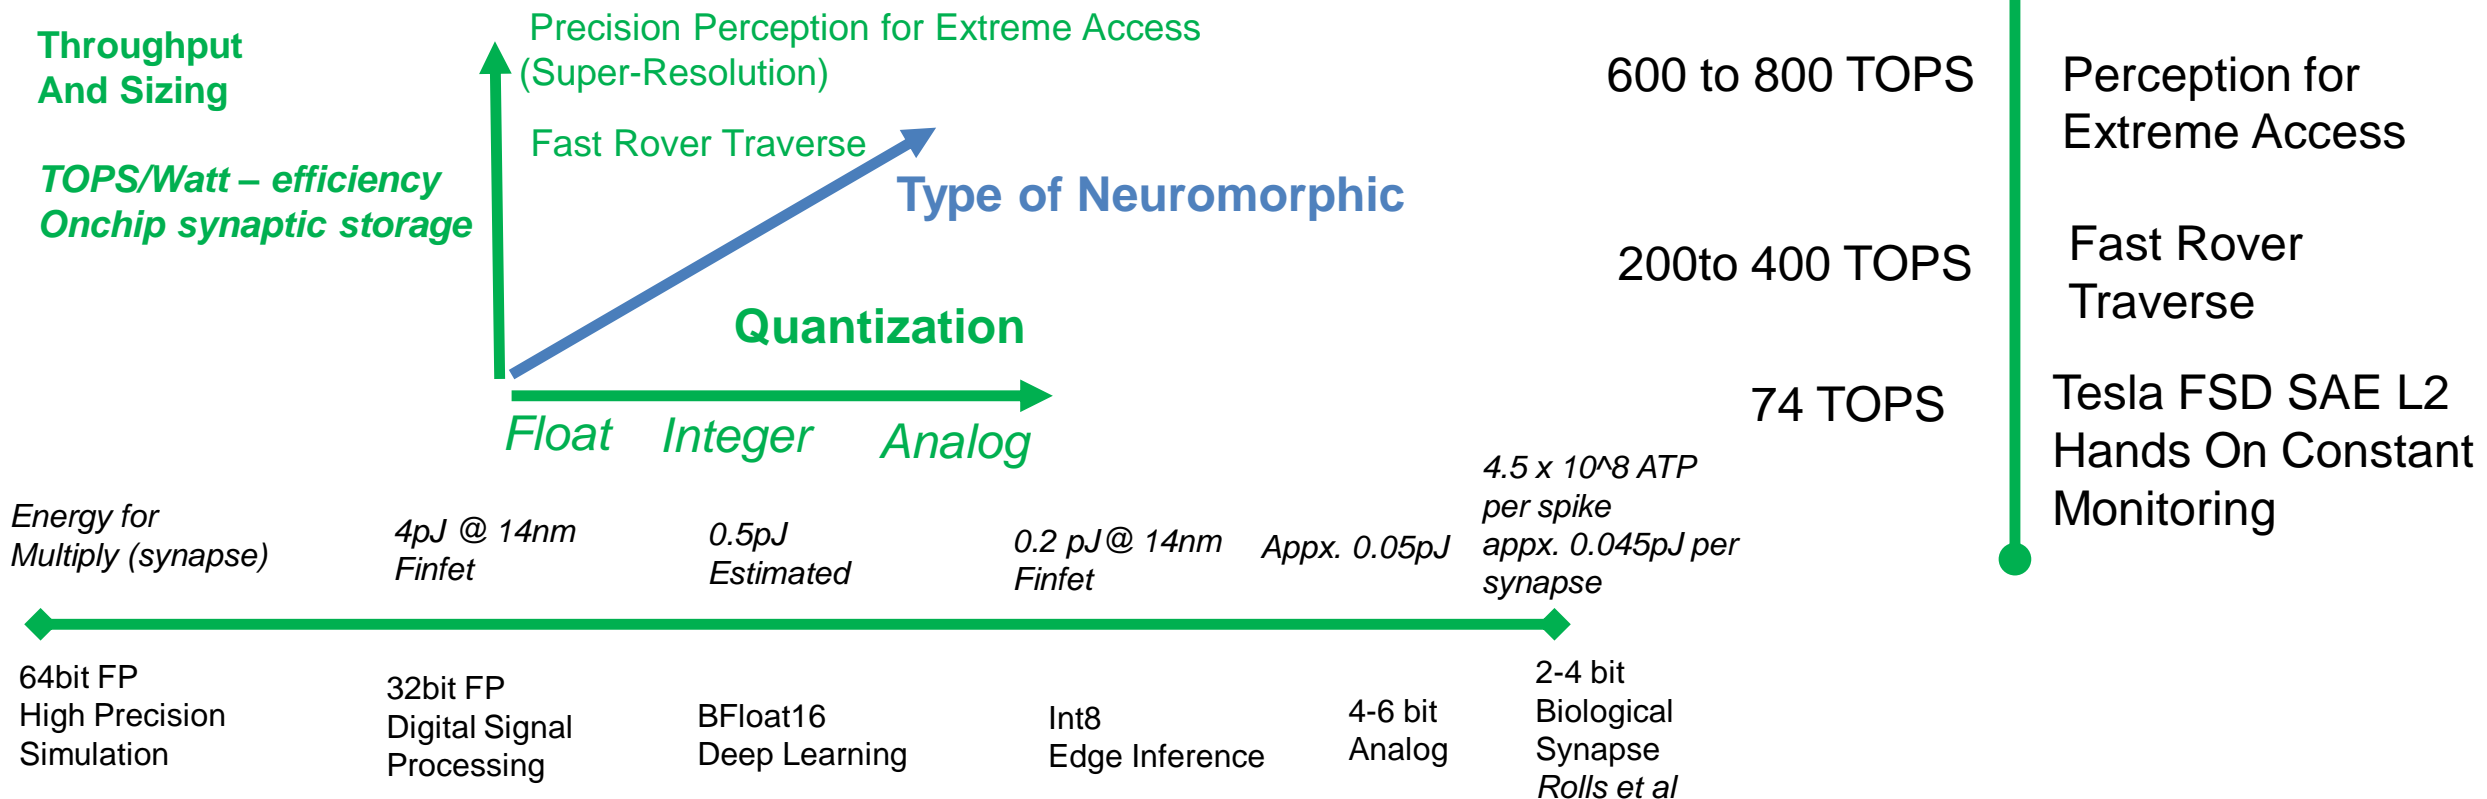 Throughput
And Sizing
TOPS/Watt – efficiency
Onchip synaptic storage
Precision Perception for Extreme Access
(Super-Resolution)
Fast Rover Traverse
Type of Neuromorphic
Quantization
Float Integer Analog
600 to 800 TOPS
Perception for
Extreme Access
200to 400 TOPS
Fast Rover
Traverse
74 TOPS
Tesla FSD SAE L2
Hands On Constant
Monitoring
Energy for
Multiply (synapse)
4pJ @ 14nm
Finfet
0.5pJ
Estimated
0.2 pJ@ 14nm
Finfet
Appx. 0.05pJ
4.5 x 10^8 ATP
per spike
appx. 0.045pJ per
synapse
64bit FP
High Precision
Simulation
32bit FP
Digital Signal
Processing
BFloat16
Deep Learning
Int8
Edge Inference
4-6 bit
Analog
2-4 bit
Biological
Synapse
Rolls et al